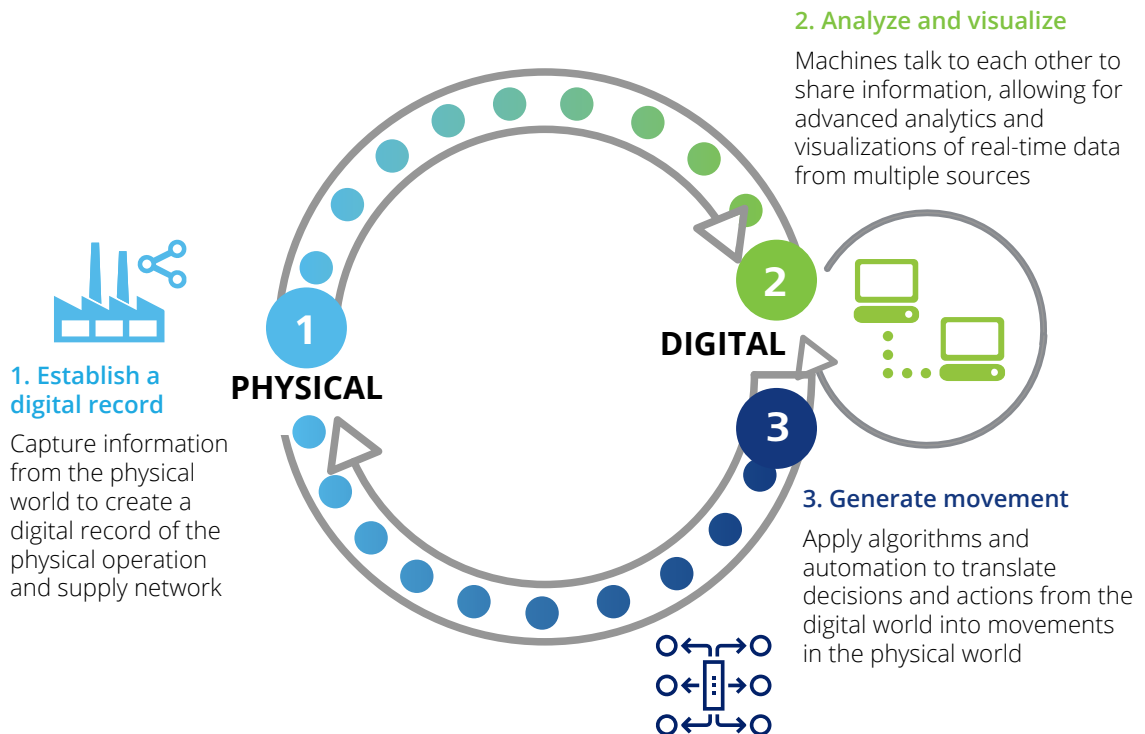 2. Analyze and visualize
Machines talk to each other to
share information, allowing for
advanced analytics and
visualizations of real-time data
from multiple sources
1
PHYSICAL
2
DIGITAL
3
1. Establish a
digital record
Capture information
from the physical
world to create a
digital record of the
physical operation
and supply network
3. Generate movement
Apply algorithms and
automation to translate
decisions and actions from the
digital world into movements
in the physical world